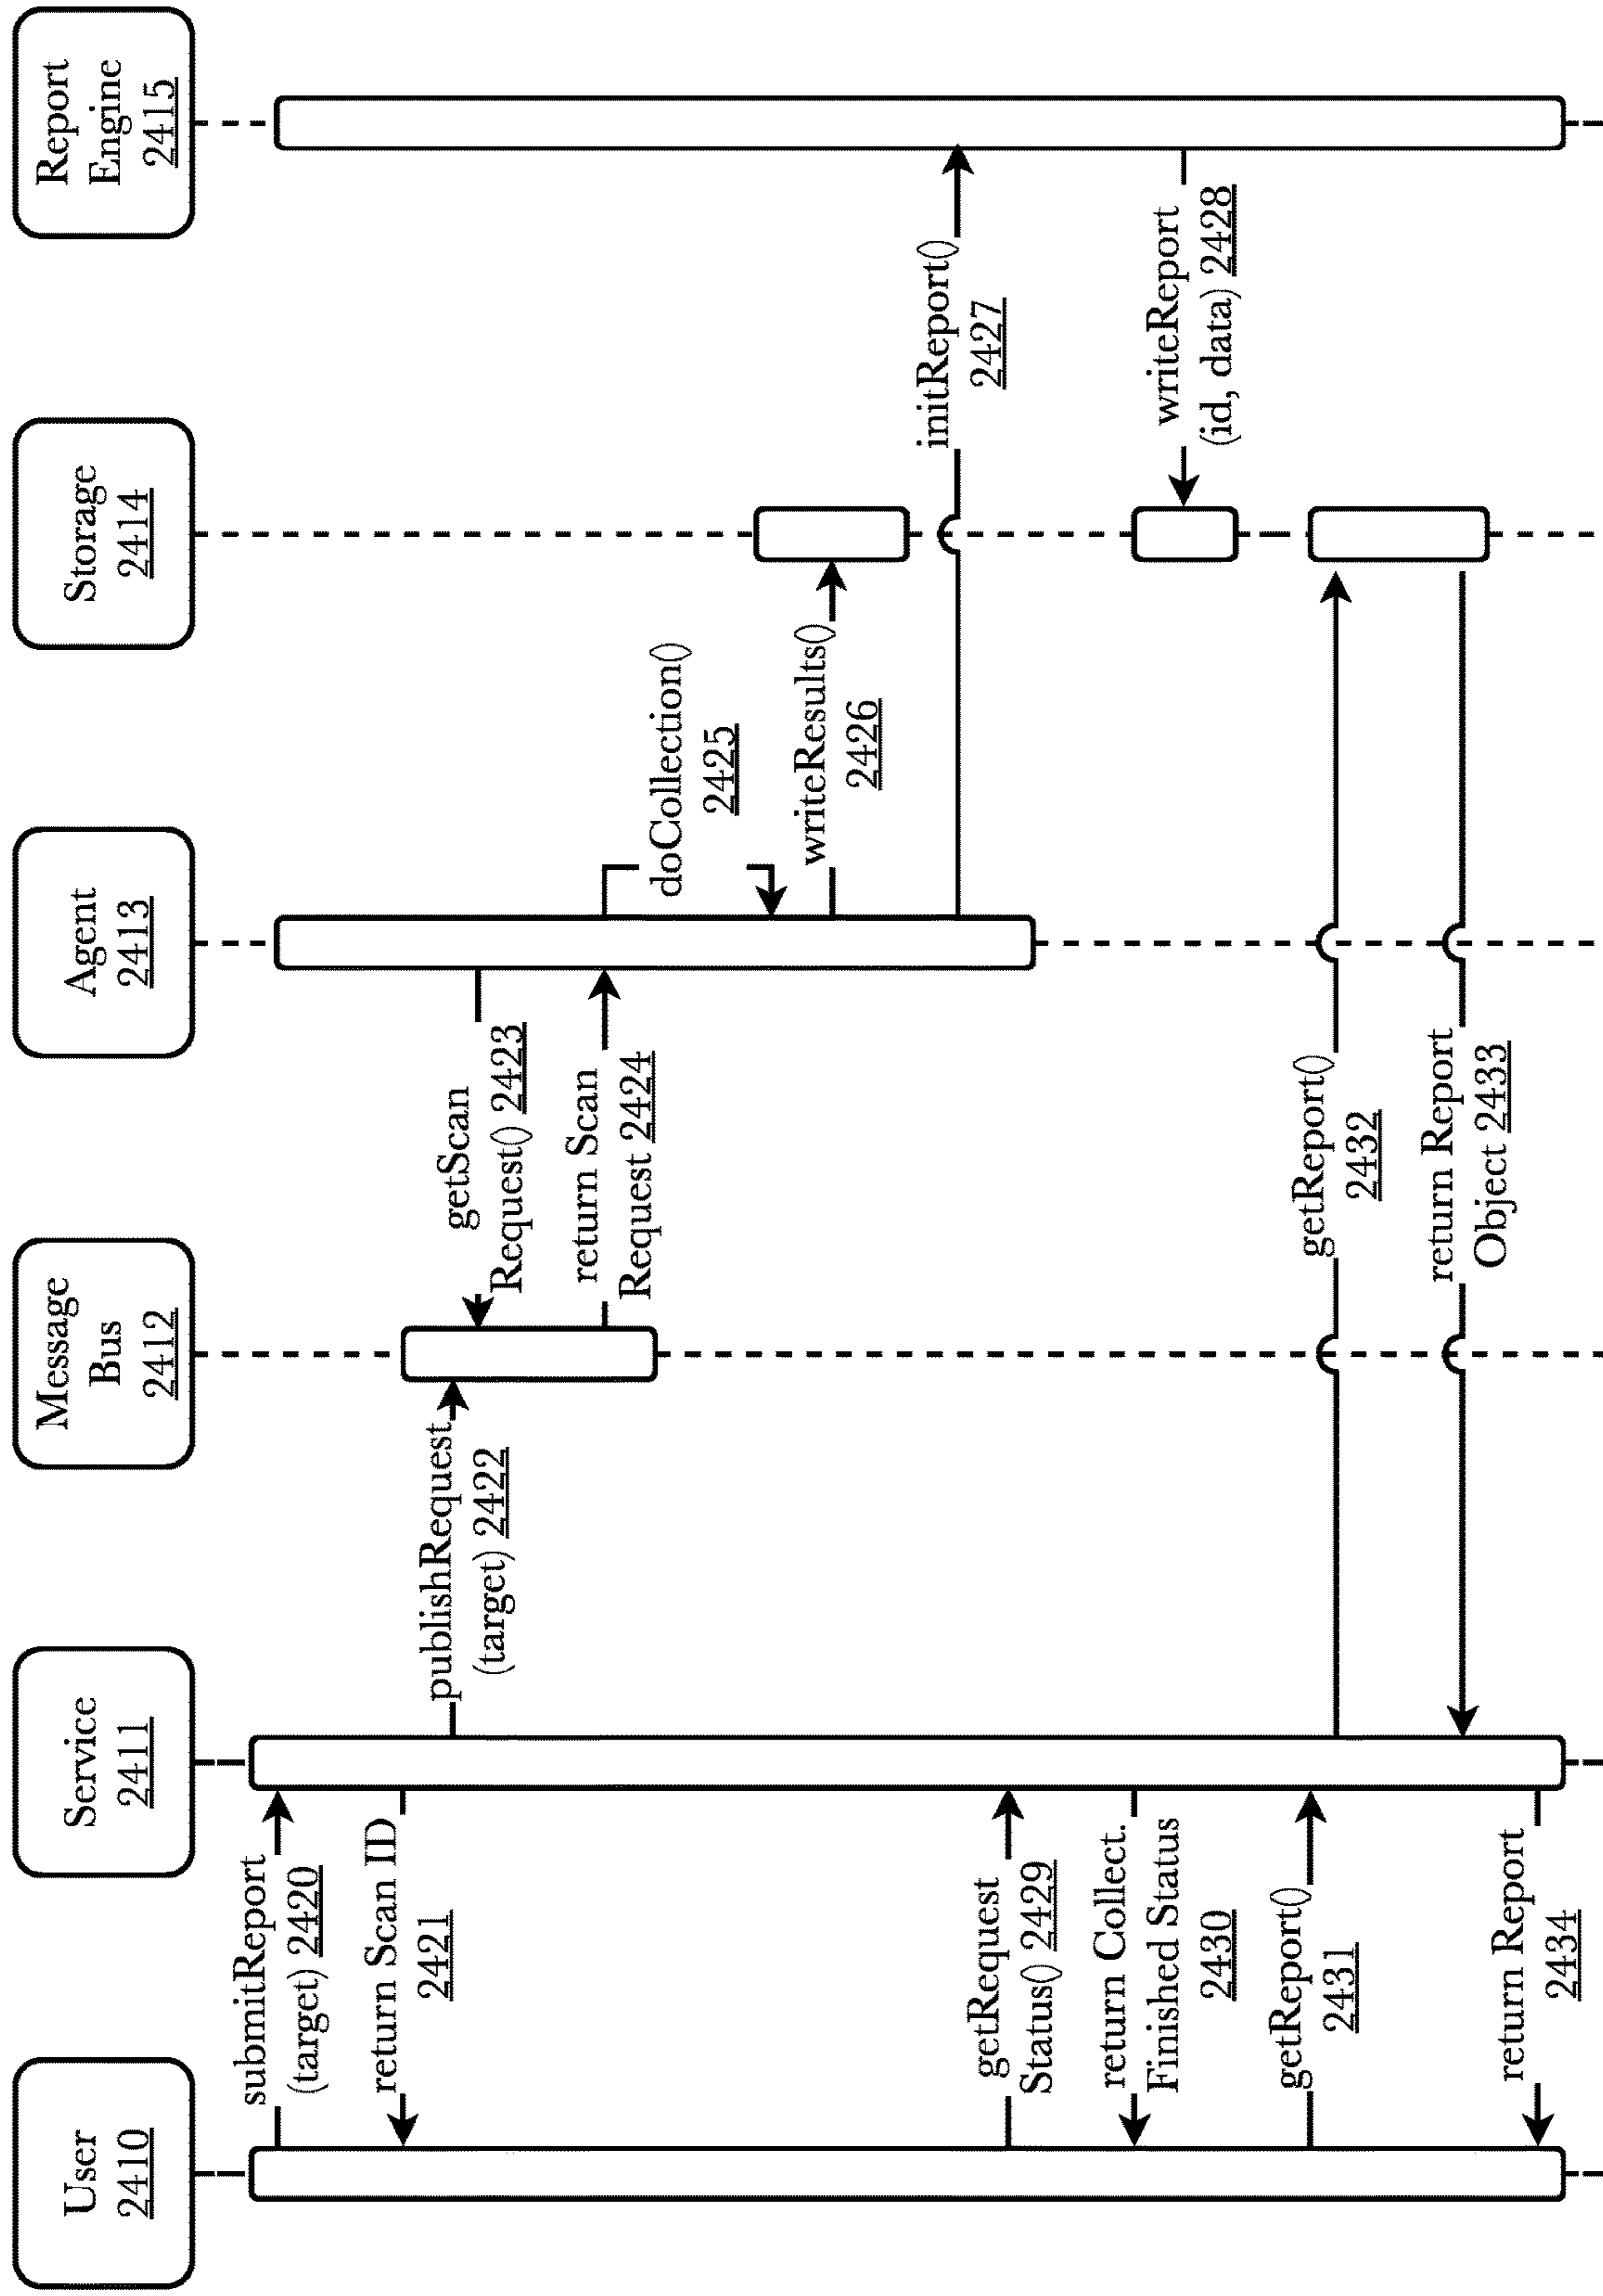 User
2410
Service
2411
Message
Bus
2412
Agent
2413
Storage
2414
Report
Engine
2415
submitReport
(target) 2420
return Scan ID
2421
publishRequest
(target) 2422
getScan
Request() 2423
return Scan
Request 2424
doCollection()
2425
writeResults()
2426
initReport()
2427
writeReport
(id, data) 2428
getRequest
Status() 2429
return Collect.
Finished Status
2430
getReport()
2431
getReport()
2432
return Report
Object 2433
return Report
2434